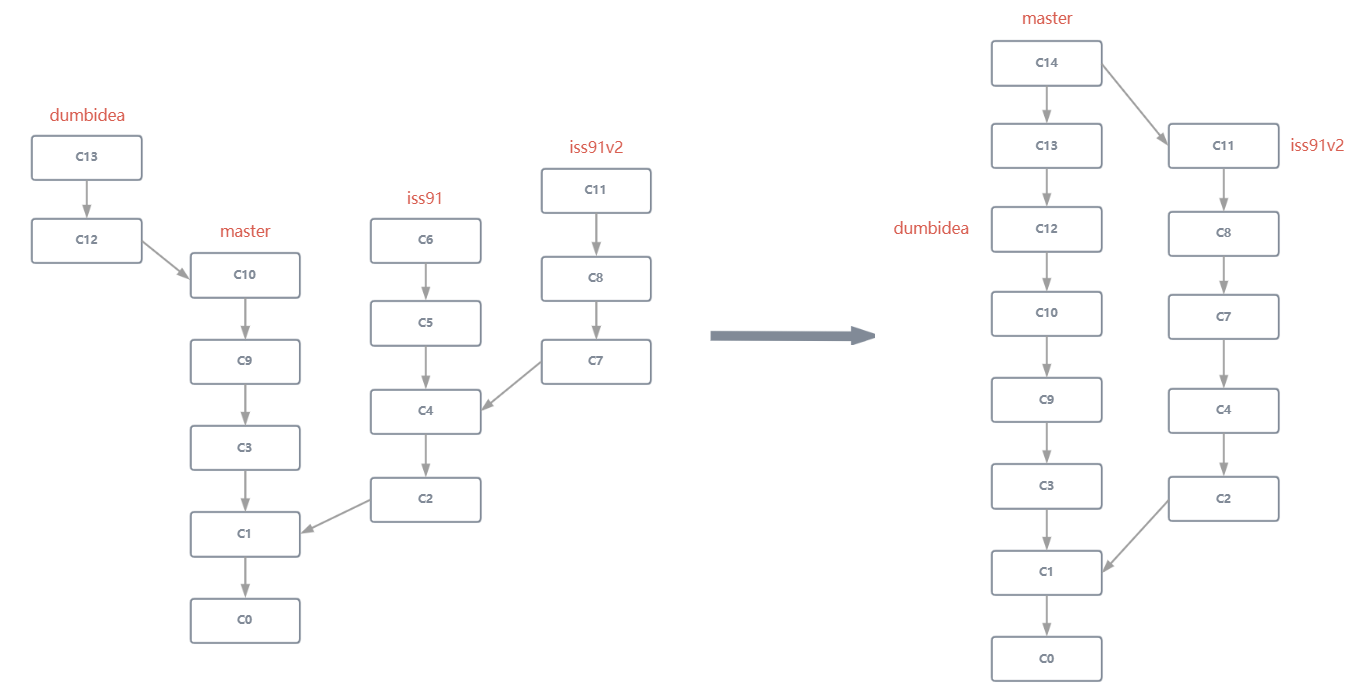 dumbidea
C13
C12
master
C10
C9
C3
C1
C0
iss91
C6
C5
C4
C2
iss91v2
C11
C8
C7
master
C14
C13
dumbidea
C12
C10
C9
C3
C1
C0
C11
iss91v2
C8
C7
C4
C2